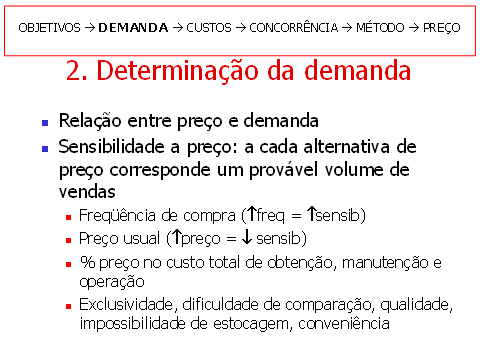 OBJETIVOS → DEMANDA → CUSTOS → CONCORRÊNCIA → MÉTODO → PREÇO
2. Determinação da demanda
Relação entre preço e demanda
Sensibilidade a preço: a cada alternativa de
preço corresponde um provável volume de
vendas
Freqüência de compra (↑freq = ↑sensib)
Preço usual (↑preço = ↓ sensib)
% preço no custo total de obtenção, manutenção e
operação
Exclusividade, dificuldade de comparação, qualidade,
impossibilidade de estocagem, conveniência